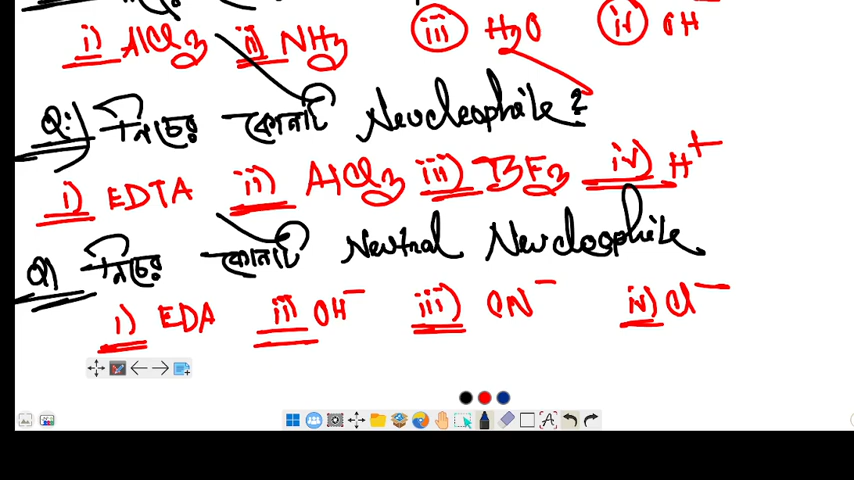 i) AlCl3 ii) NH3 iii H2O iv OH-
Q:) নিচের কোনটি Neucleophile?
i) EDTA ii) AlCl3 iii) BF3 iv) H+
Q) নিচের কোনটি Neutral Neucleophile
i) EDA iii OH- iii) CN- iv) Cl-